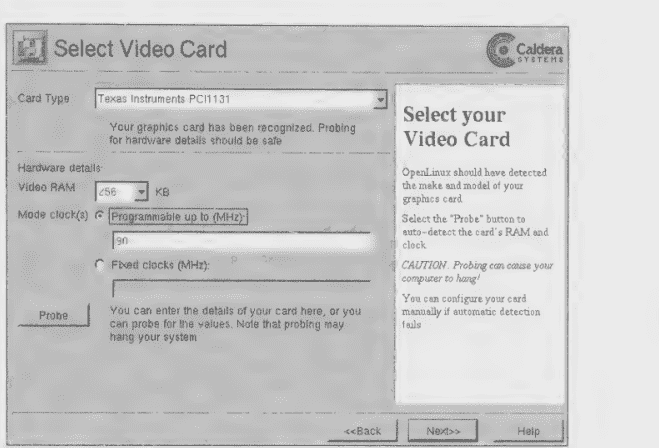 Select Video Card
Caldera
SYSTEMS
Card Type
Texas Instruments PCI1131
Your graphics card has been recognized. Probing
for hardware details should be safe
Hardware details:
Video RAM
256
KB
Mode clock(s)
Programmable up to (MHz):
90
Fixed clocks (MHz):
Probe
You can enter the details of your card here, or you
can probe for the values. Note that probing may
hang your system
Select your
Video Card
OpenLinux should have detected
the make and model of your
graphics card
Select the "Probe" button to
auto-detect the card's RAM and
clock
CAUTION: Probing can cause your
computer to hang!
You can configure your card
manually if automatic detection
fails
<<Back
Next>>
Help